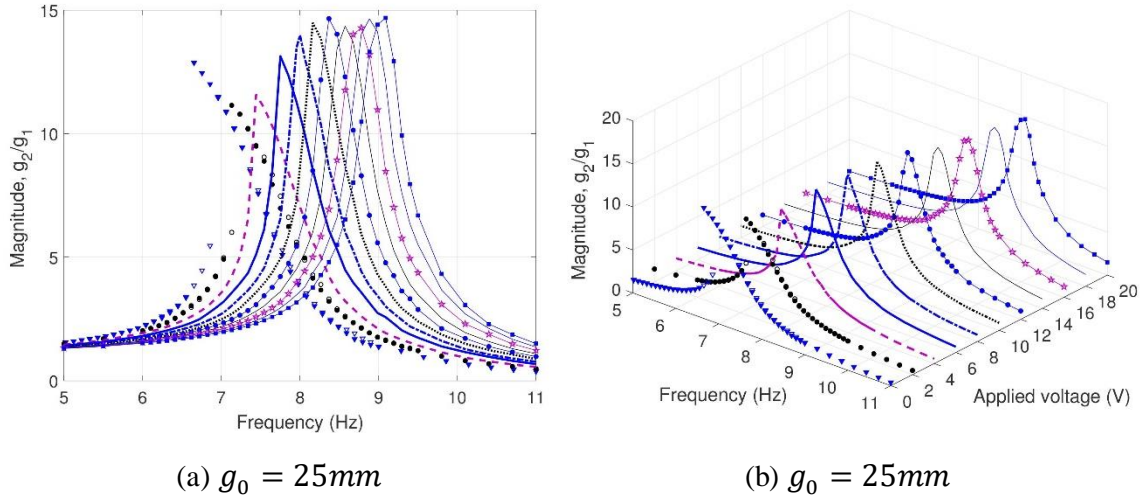 15
10
5
0
Magnitude, g2/g1
5 6 7 8 9 10 11
Frequency (Hz)
(a) g0 = 25mm
20
15
10
5
0
Magnitude, g2/g1
5 6 7 8 9 10 11
Frequency (Hz)
0 2 4 6 8 10 12 14 16 18 20
Applied voltage (V)
(b) g0 = 25mm